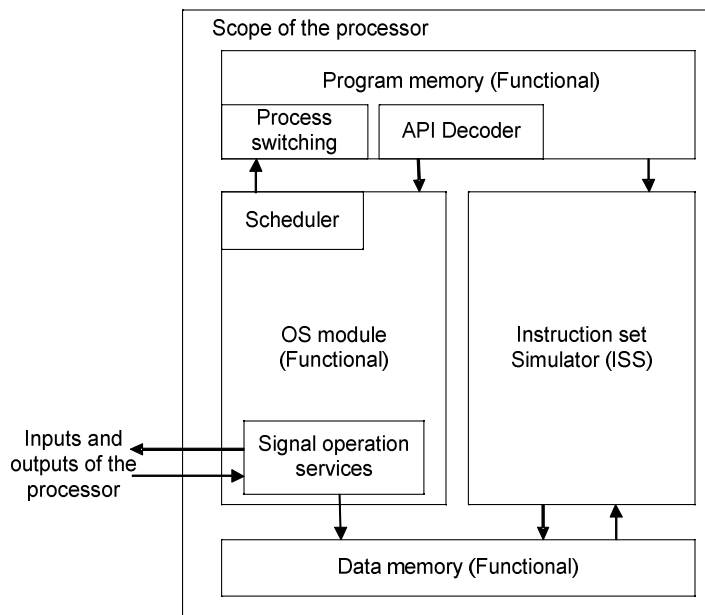 Scope of the processor
Program memory (Functional)
Process
switching
API Decoder
Scheduler
OS module
(Functional)
Instruction set
Simulator (ISS)
Inputs and
outputs of the
processor
Signal operation
services
Data memory (Functional)